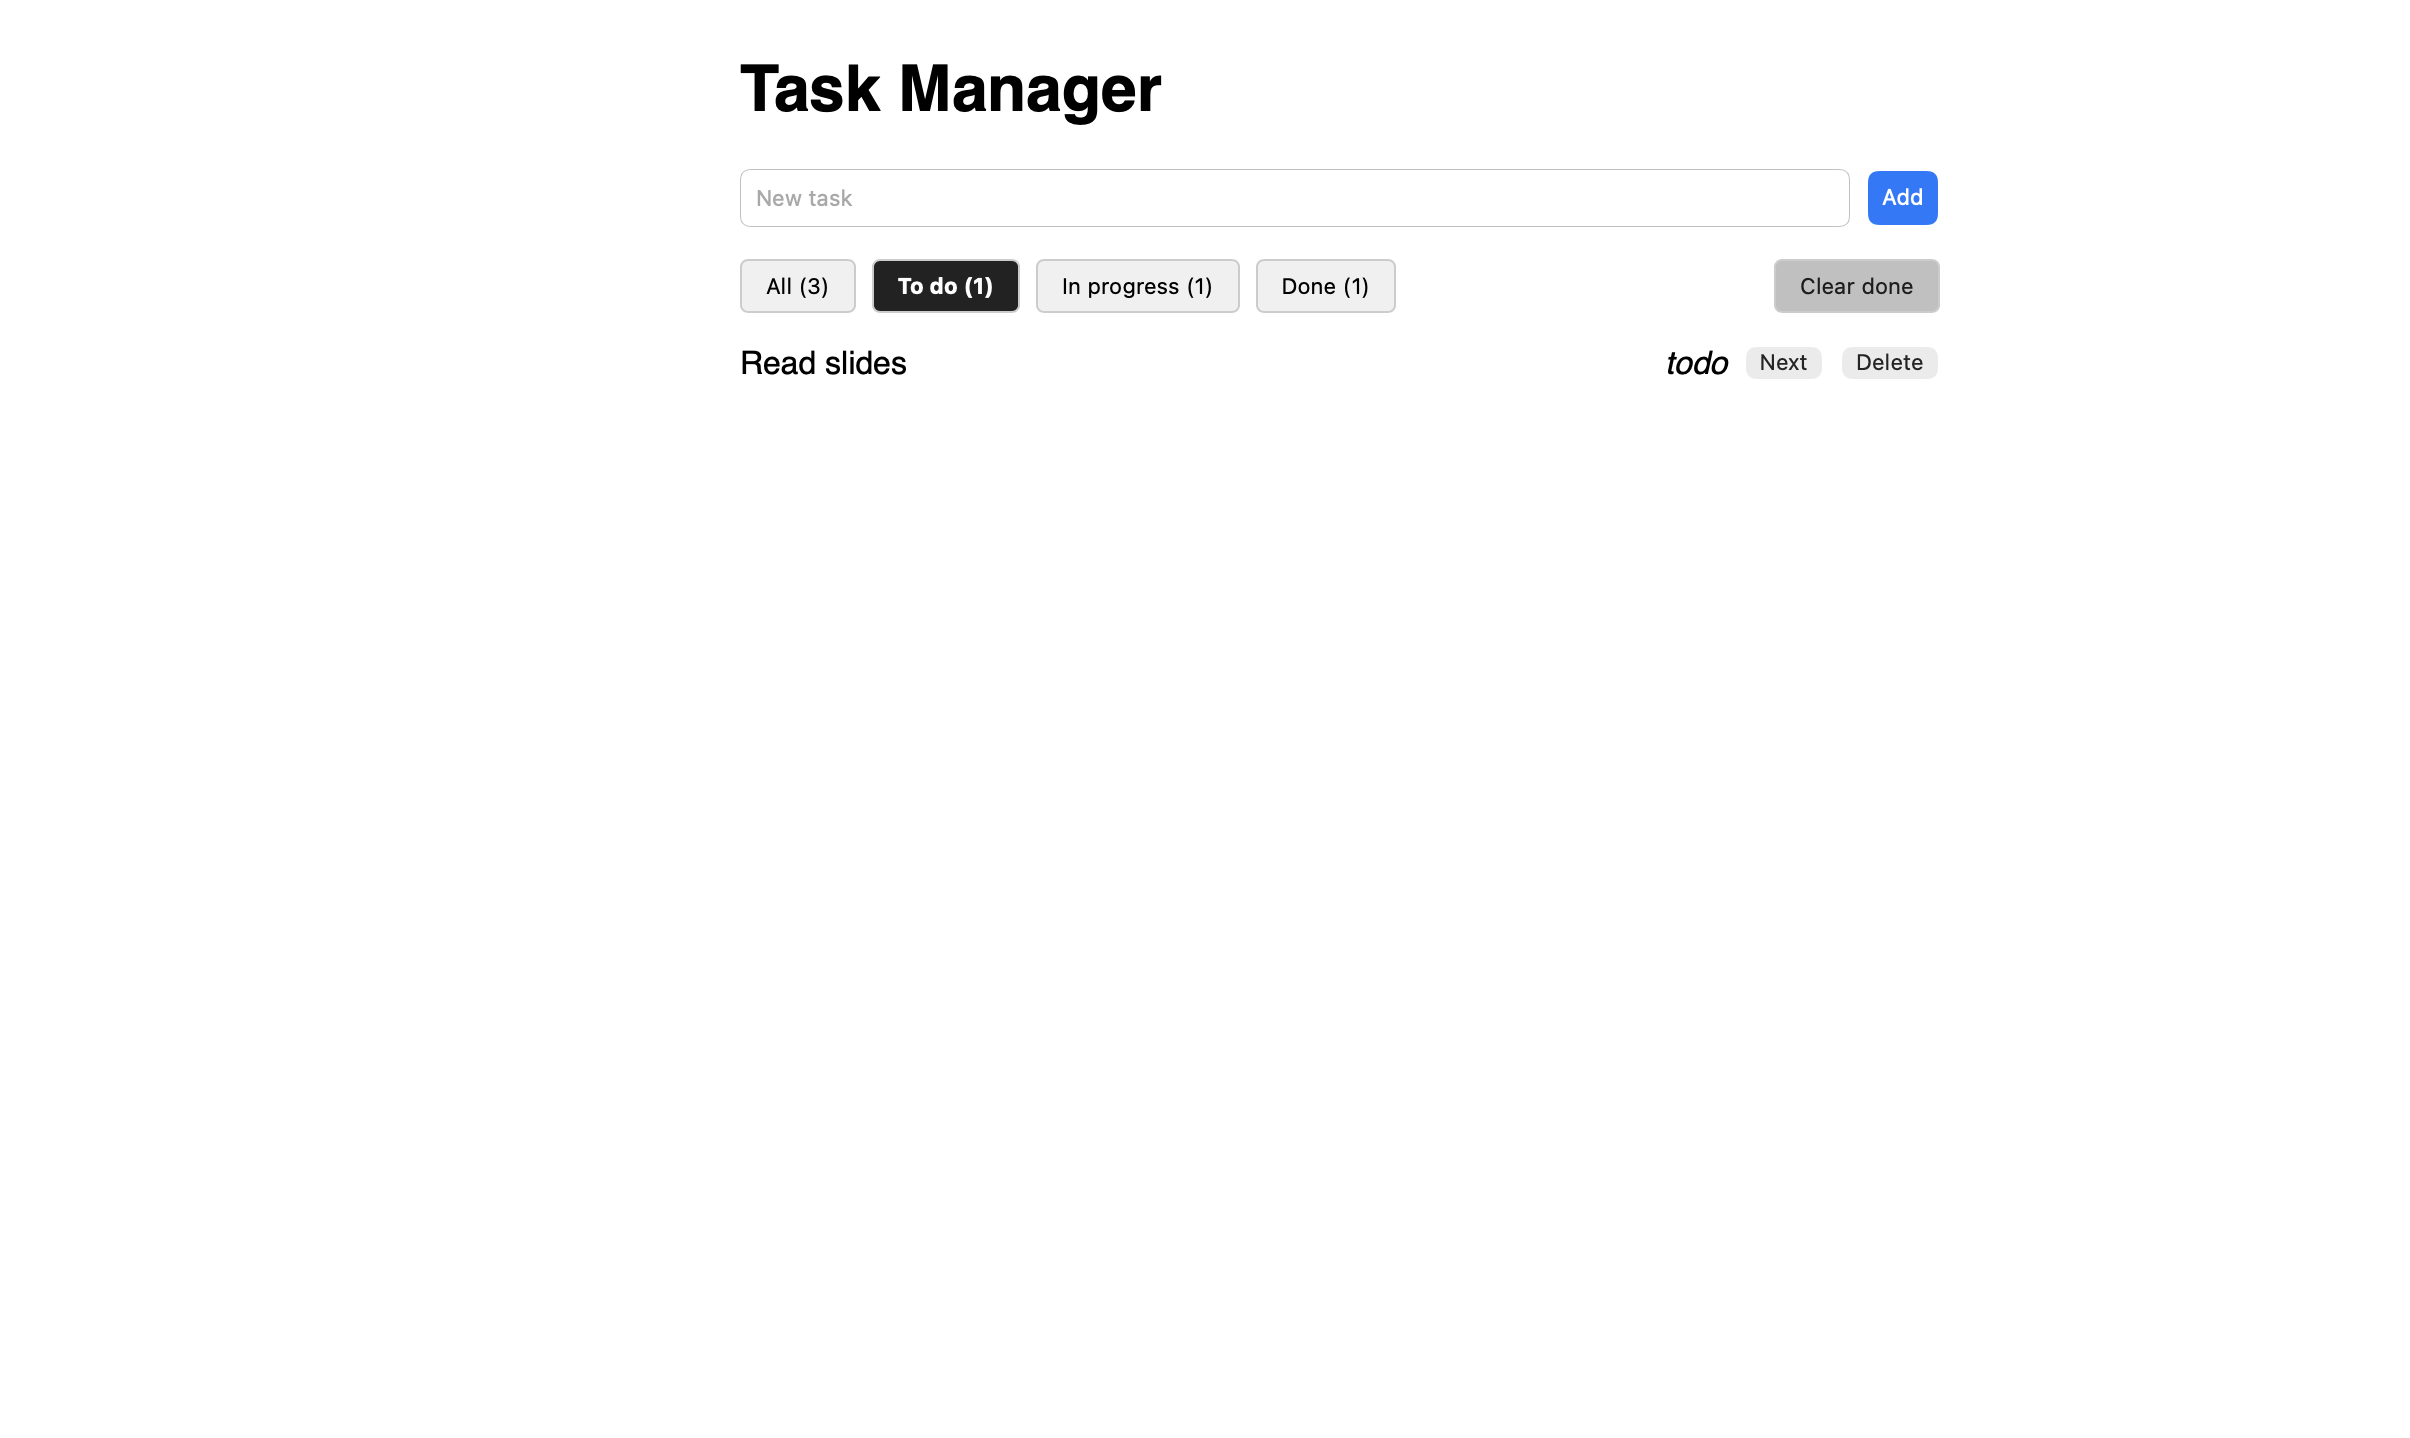 Task Manager
New task Add
All (3) To do (1) In progress (1) Done (1) Clear done
Read slides todo Next Delete